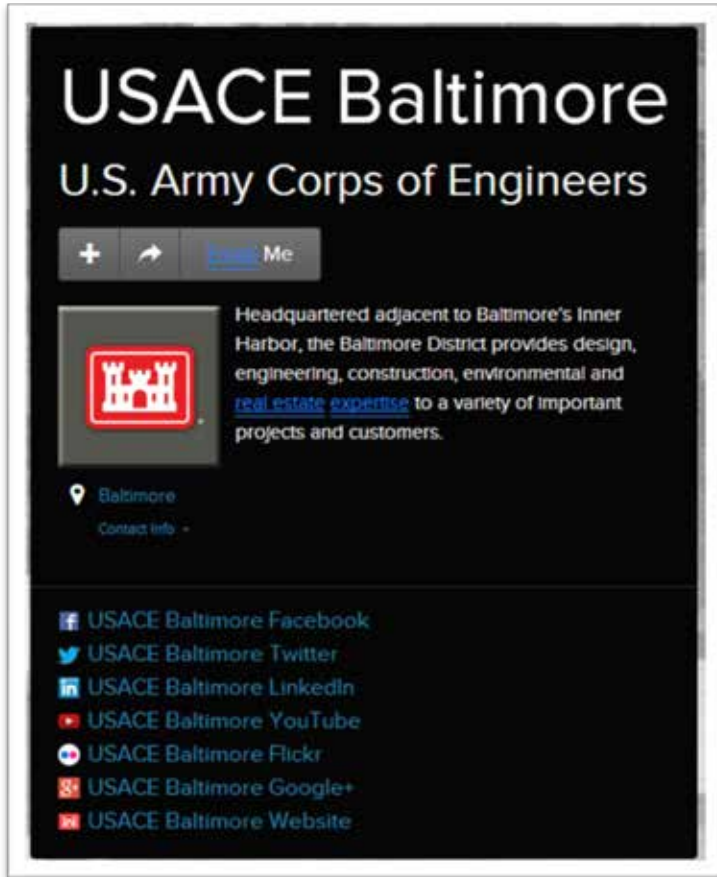 USACE Baltimore
U.S. Army Corps of Engineers
Me
Headquartered adjacent to Baltimore's Inner
Harbor, the Baltimore District provides design,
engineering, construction, environmental and
real estate expertise to a variety of important
projects and customers.
Baltimore
Contact Info
USACE Baltimore Facebook
USACE Baltimore Twitter
USACE Baltimore LinkedIn
USACE Baltimore YouTube
USACE Baltimore Flickr
USACE Baltimore Google+
USACE Baltimore Website